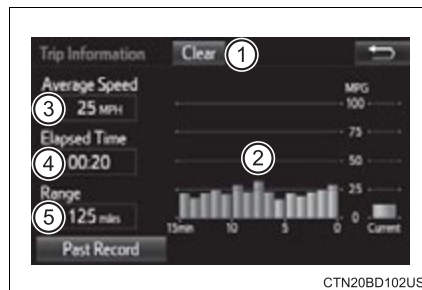 Trip Information Clear 1
Average Speed
3 25 MPH
Elapsed Time
4 00:20
Range
5 125 miles
Past Record
2
MPG
100
75
50
25
0
15min 10 5 0 Current
CTN20BD102US